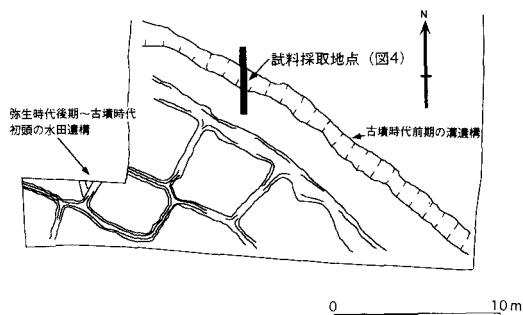 N
試料採取地点（図4）
弥生時代後期～古墳時代
初頭の水田遺構
古墳時代前期の溝遺構
0 10m